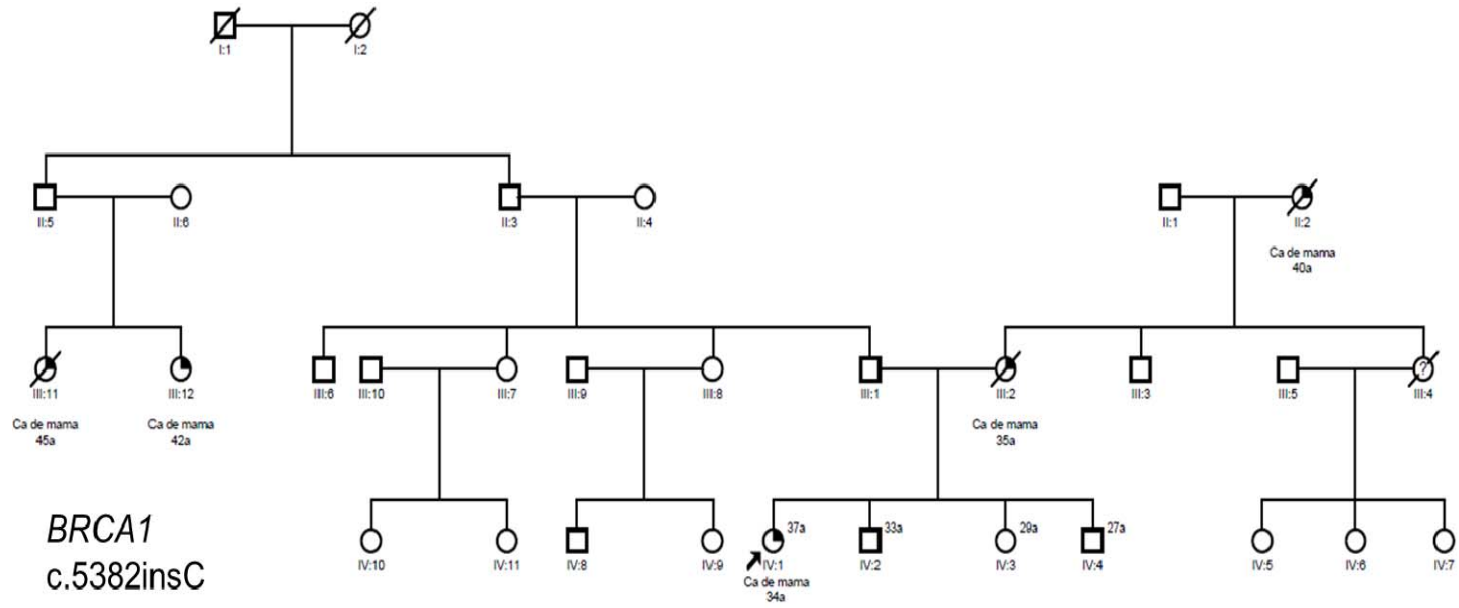 I:1
I:2
III:5
II:6
II:3
II:4
II:1
II:2
Ca de mama
40a
III:11
III:12
III:6
III:10
III:7
III:9
III:8
III:1
III:2
III:3
III:5
?
III:4
Ca de mama
45a
Ca de mama
42a
Ca de mama
35a
37a
33a
29a
27a
IV:10
IV:11
IV:8
IV:9
IV:1
IV:2
IV:3
IV:4
IV:5
IV:6
IV:7
Ca de mama
34a
BRCA1
c.5382insC